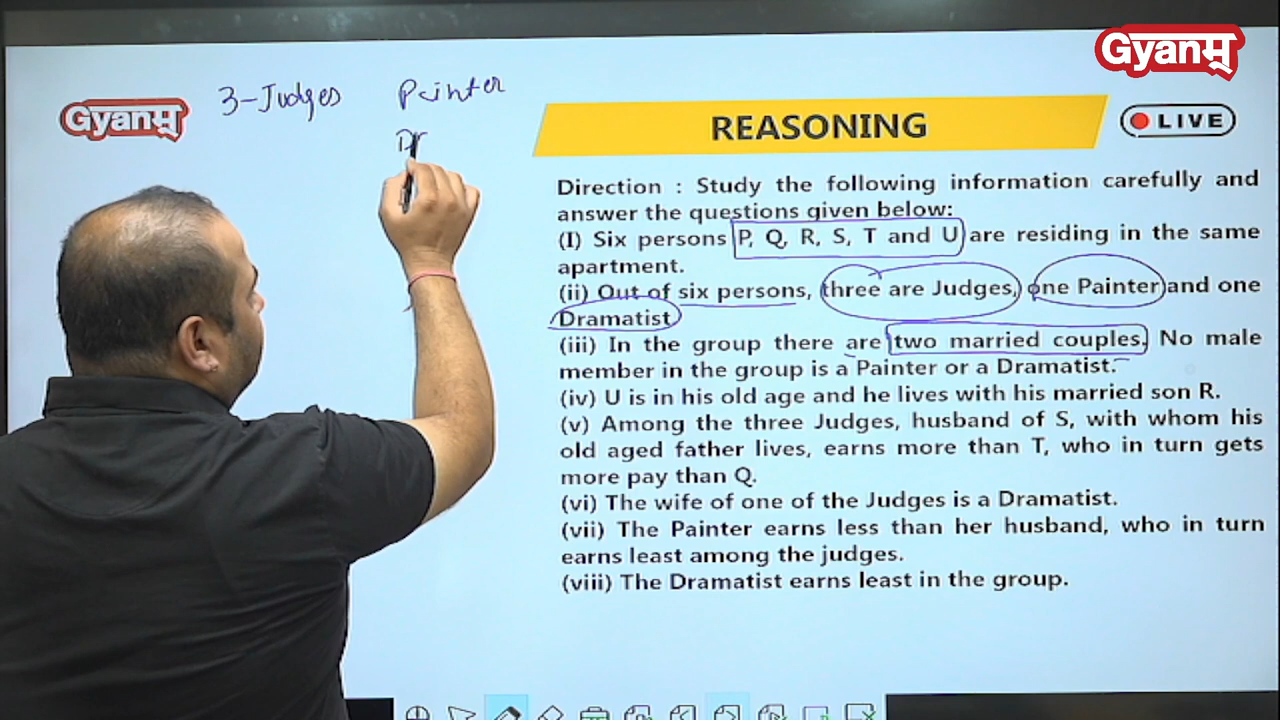 Gyanम्
Gyanम्
3-Judges Painter
Dr
REASONING
LIVE
Direction : Study the following information carefully and
answer the questions given below:
(I) Six persons P, Q, R, S, T and U are residing in the same
apartment.
(ii) Out of six persons, three are Judges, one Painter and one
Dramatist
(iii) In the group there are two married couples. No male
member in the group is a Painter or a Dramatist.
(iv) U is in his old age and he lives with his married son R.
(v) Among the three Judges, husband of S, with whom his
old aged father lives, earns more than T, who in turn gets
more pay than Q.
(vi) The wife of one of the Judges is a Dramatist.
(vii) The Painter earns less than her husband, who in turn
earns least among the judges.
(viii) The Dramatist earns least in the group.